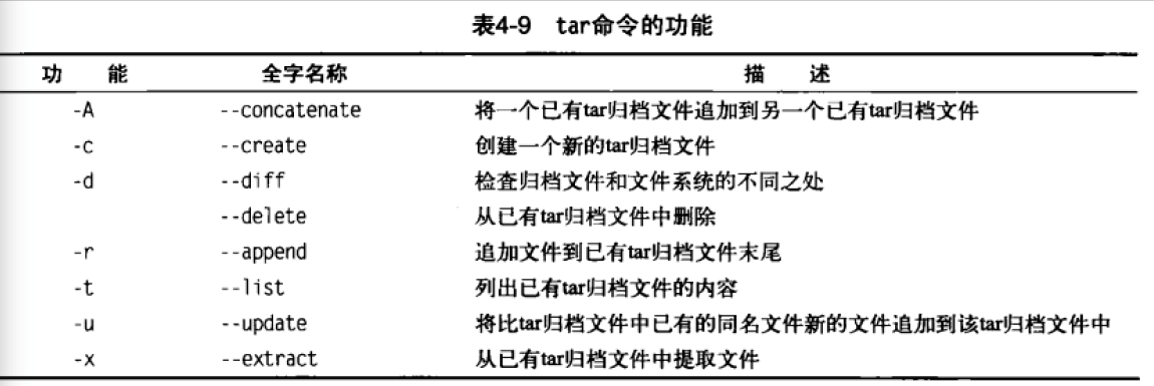 表4-9 tar命令的功能
功 能 全字名称 描 述
-A --concatenate 将一个已有tar归档文件追加到另一个已有tar归档文件
-c --create 创建一个新的tar归档文件
-d --diff 检查归档文件和文件系统的不同之处
--delete 从已有tar归档文件中删除
-r --append 追加文件到已有tar归档文件末尾
-t --list 列出已有tar归档文件的内容
-u --update 将比tar归档文件中已有的同名文件新的文件追加到该tar归档文件中
-x --extract 从已有tar归档文件中提取文件